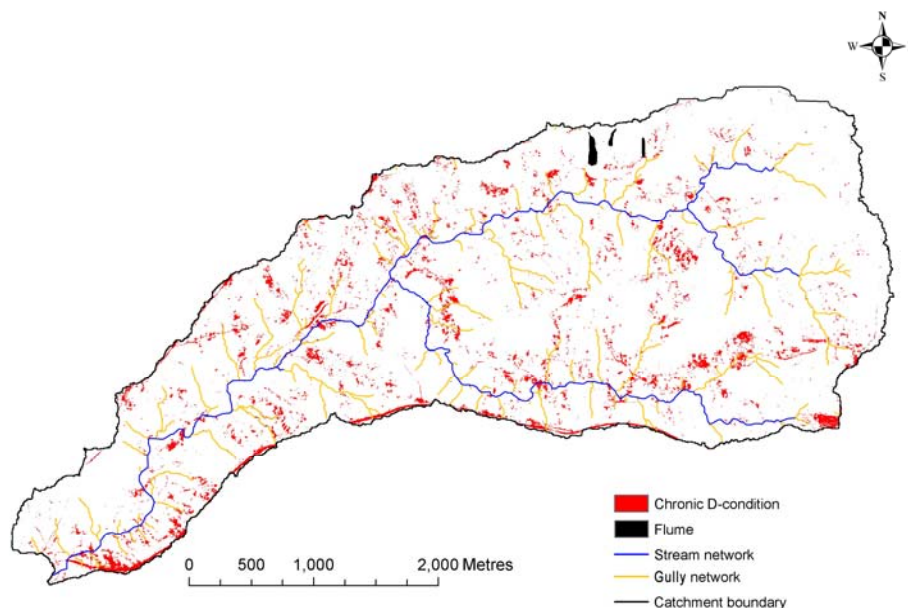 N
W
E
S
Chronic D-condition
Flume
Stream network
Gully network
Catchment boundary
0 500 1,000 2,000 Metres